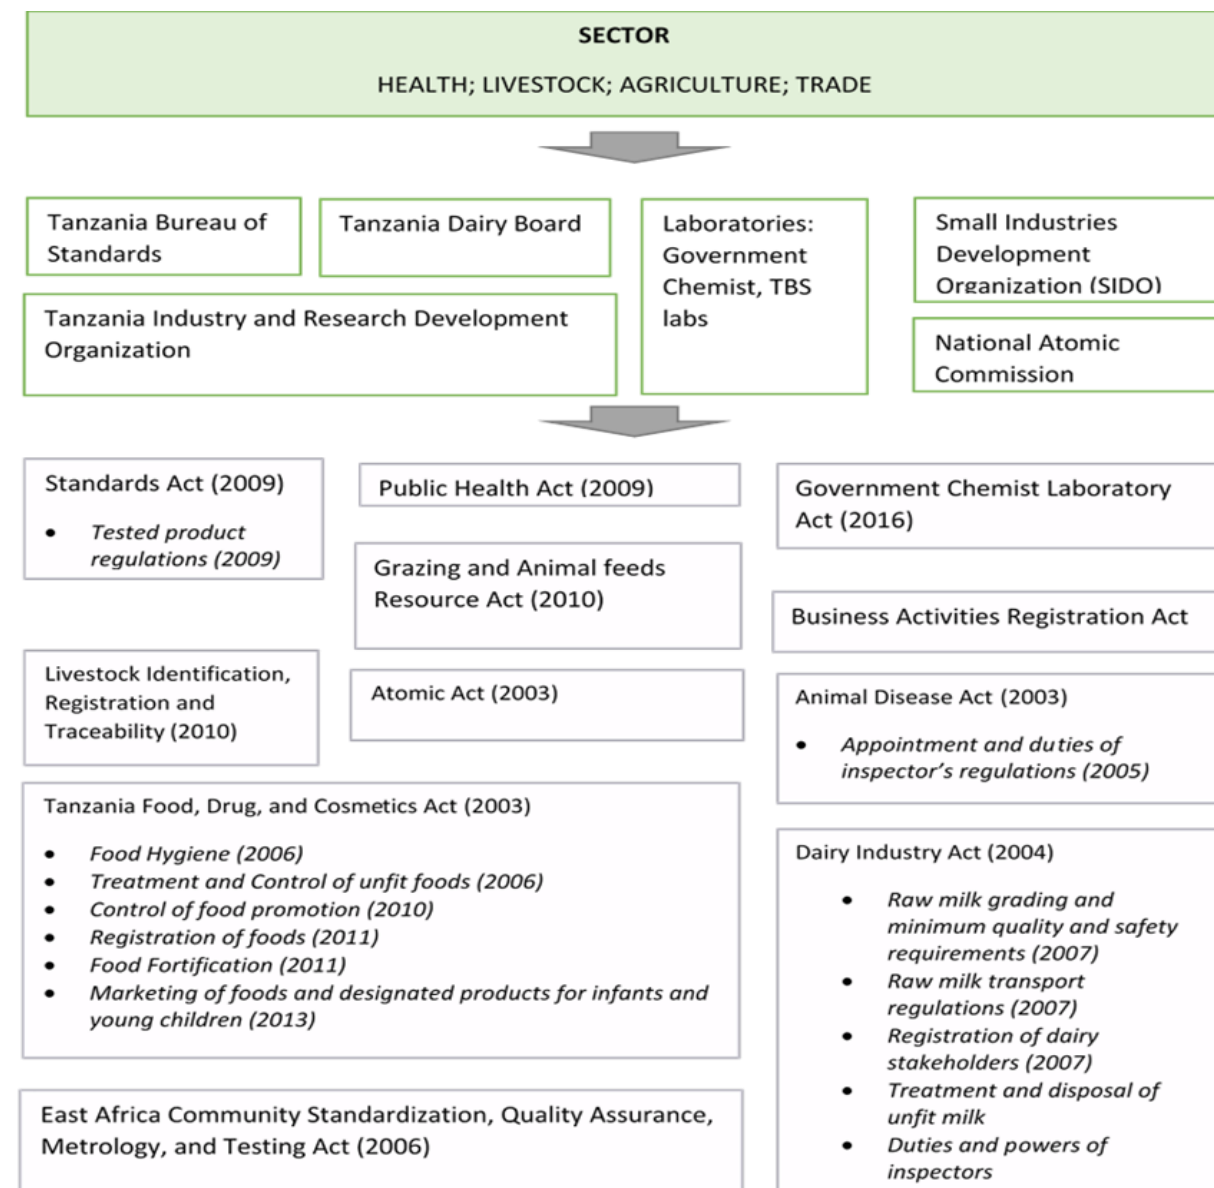 SECTOR
HEALTH; LIVESTOCK; AGRICULTURE; TRADE
Tanzania Bureau of
Standards
Tanzania Dairy Board
Laboratories:
Government
Chemist, TBS
labs
Small Industries
Development
Organization (SIDO)
Tanzania Industry and Research Development
Organization
National Atomic
Commission
Standards Act (2009)
• Tested product
regulations (2009)
Public Health Act (2009)
Government Chemist Laboratory
Act (2016)
Grazing and Animal feeds
Resource Act (2010)
Business Activities Registration Act
Livestock Identification,
Registration and
Traceability (2010)
Atomic Act (2003)
Animal Disease Act (2003)
• Appointment and duties of
inspector’s regulations (2005)
Tanzania Food, Drug, and Cosmetics Act (2003)
• Food Hygiene (2006)
• Treatment and Control of unfit foods (2006)
• Control of food promotion (2010)
• Registration of foods (2011)
• Food Fortification (2011)
• Marketing of foods and designated products for infants and
young children (2013)
Dairy Industry Act (2004)
• Raw milk grading and
minimum quality and safety
requirements (2007)
• Raw milk transport
regulations (2007)
• Registration of dairy
stakeholders (2007)
• Treatment and disposal of
unfit milk
• Duties and powers of
inspectors
East Africa Community Standardization, Quality Assurance,
Metrology, and Testing Act (2006)